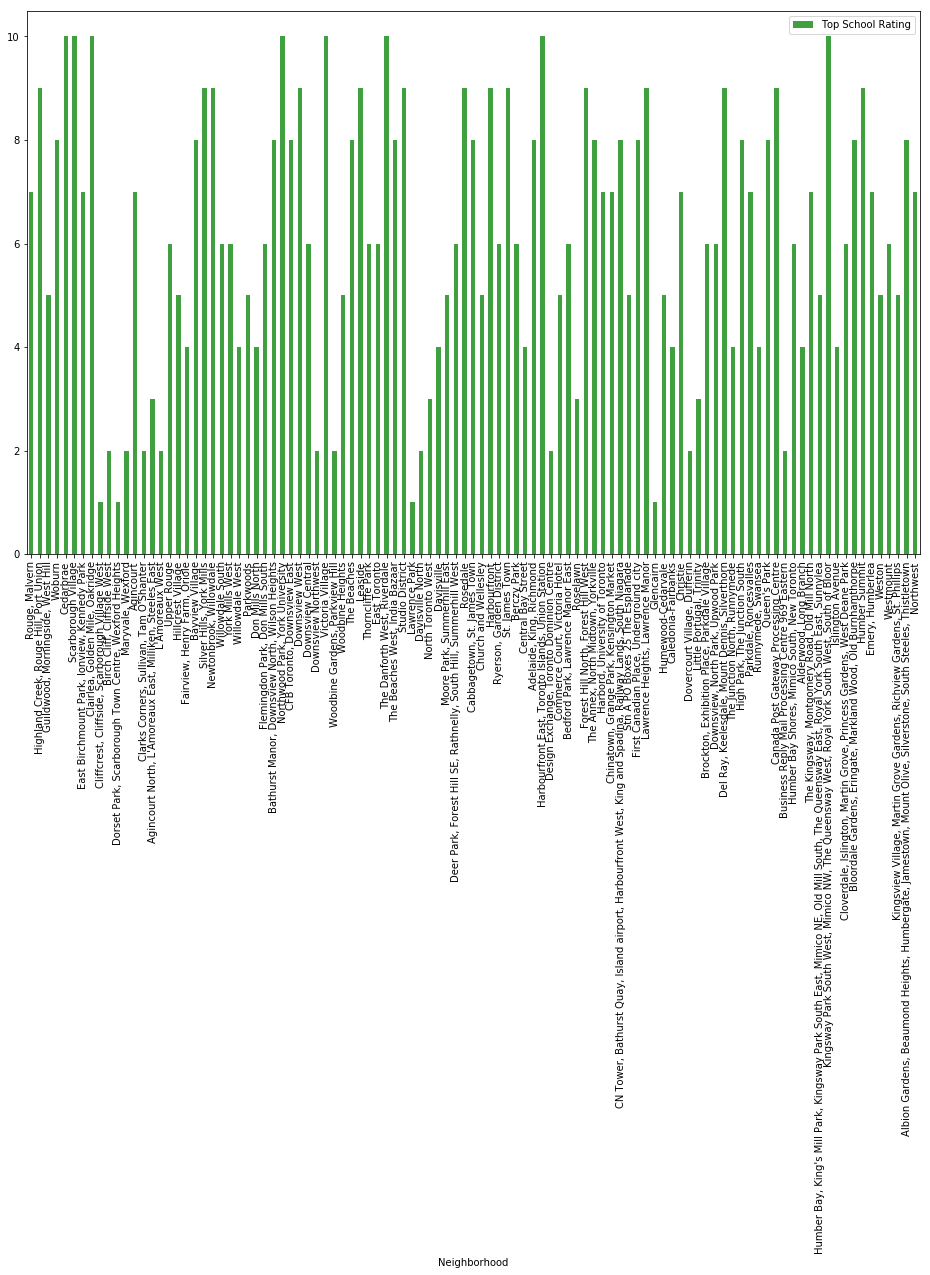 Top School Rating
10
8
6
4
2
0
Rouge, Malvern
Highland Creek, Rouge Hill, Port Union
Guildwood, Morningside, West Hill
Woburn
Cedarbrae
Scarborough Village
East Birchmount Park, Ionview, Kennedy Park
Clairlea, Golden Mile, Oakridge
Cliffcrest, Cliffside, Scarborough Village West
Birch Cliff, Cliffside West
Dorset Park, Scarborough Town Centre, Wexford Heights
Maryvale, Wexford
Agincourt
Clarks Corners, Sullivan, Tam O'Shanter
Agincourt North, L'Amoreaux East, Milliken, Steeles East
L'Amoreaux West
Upper Rouge
Hillcrest Village
Fairview, Henry Farm, Oriole
Bayview Village
Silver Hills, York Mills
Newtonbrook, Willowdale
Willowdale South
York Mills West
Willowdale West
Parkwoods
Don Mills North
Flemingdon Park, Don Mills South
Bathurst Manor, Downsview North, Wilson Heights
Northwood Park, York University
CFB Toronto, Downsview East
Downsview West
Downsview Central
Downsview Northwest
Victoria Village
Woodbine Gardens, Parkview Hill
Woodbine Heights
The Beaches
Leaside
Thorncliffe Park
East Toronto
The Danforth West, Riverdale
The Beaches West, India Bazaar
Studio District
Lawrence Park
Davisville North
North Toronto West
Davisville
Moore Park, Summerhill East
Deer Park, Forest Hill SE, Rathnelly, South Hill, Summerhill West
Rosedale
Cabbagetown, St. James Town
Church and Wellesley
Harbourfront
Ryerson, Garden District
St. James Town
Berczy Park
Central Bay Street
Adelaide, King, Richmond
Harbourfront East, Toronto Islands, Union Station
Design Exchange, Toronto Dominion Centre
Commerce Court, Victoria Hotel
Bedford Park, Lawrence Manor East
Roselawn
Forest Hill North, Forest Hill West
The Annex, North Midtown, Yorkville
Harbord, University of Toronto
Chinatown, Grange Park, Kensington Market
CN Tower, Bathurst Quay, Island airport, Harbourfront West, King and Spadina, Railway Lands, South Niagara
Stn A PO Boxes 25 The Esplanade
First Canadian Place, Underground city
Lawrence Heights, Lawrence Manor
Glencairn
Humewood-Cedarvale
Caledonia-Fairbanks
Christie
Dovercourt Village, Dufferin
Little Portugal, Trinity
Brockton, Exhibition Place, Parkdale Village
Downsview, North Park, Upwood Park
Del Ray, Keelesdale, Mount Dennis, Silverthorn
The Junction North, Runnymede
High Park, The Junction South
Parkdale, Roncesvalles
Runnymede, Swansea
Queen's Park
Canada Post Gateway Processing Centre
Business Reply Mail Processing Centre 969 Eastern
Humber Bay Shores, Mimico South, New Toronto
Alderwood, Long Branch
The Kingsway, Montgomery Road, Old Mill North
Humber Bay, King's Mill Park, Kingsway Park South East, Mimico NE, Old Mill South, The Queensway East, Royal York South East, Sunnylea
Kingsway Park South West, Mimico NW, The Queensway West, Royal York South West, South of Bloor
Islington Avenue
Cloverdale, Islington, Martin Grove, Princess Gardens, West Deane Park
Bloordale Gardens, Eringate, Markland Wood, Old Burnhamthorpe
Humber Summit
Emery, Humberlea
Weston
Westmount
Kingsview Village, Martin Grove Gardens, Richview Gardens, St. Phillips
Albion Gardens, Beaumond Heights, Humbergate, Jamestown, Mount Olive, Silverstone, South Steeles, Thistletown
Northwest
Neighborhood